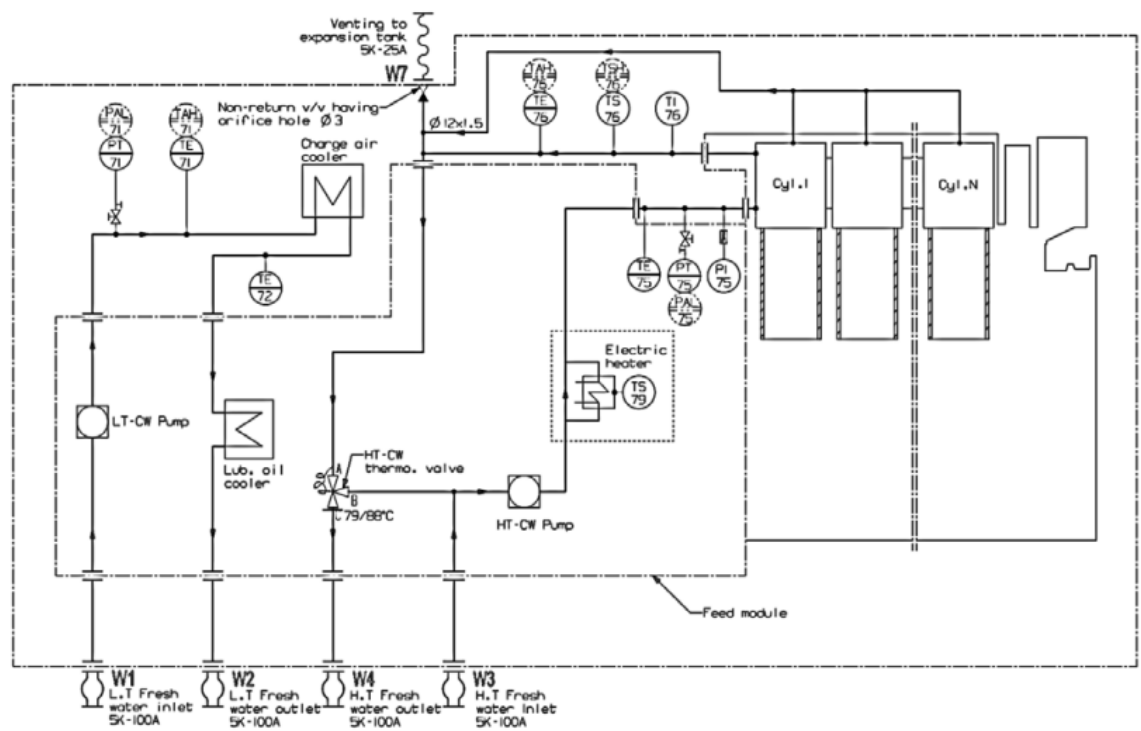 Venting to
expansion tank
5K-25A
W7
Non-return v/v having
orifice hole Ø3
Ø12x1.5
PAL
71
PT
71
TAH
71
TE
71
Charge air
cooler
TAH
76
TE
76
TSH
76
TS
76
TI
76
Cyl.1
Cyl.N
TE
72
TE
75
PT
75
PAL
75
PI
75
Electric
heater
TS
79
LT-CW Pump
Lub. oil
cooler
A
HT-CW
thermo. valve
B
C 79/88°C
HT-CW Pump
Feed module
W1
L.T Fresh
water inlet
5K-100A
W2
L.T Fresh
water outlet
5K-100A
W4
H.T Fresh
water outlet
5K-100A
W3
H.T Fresh
water Inlet
5K-100A